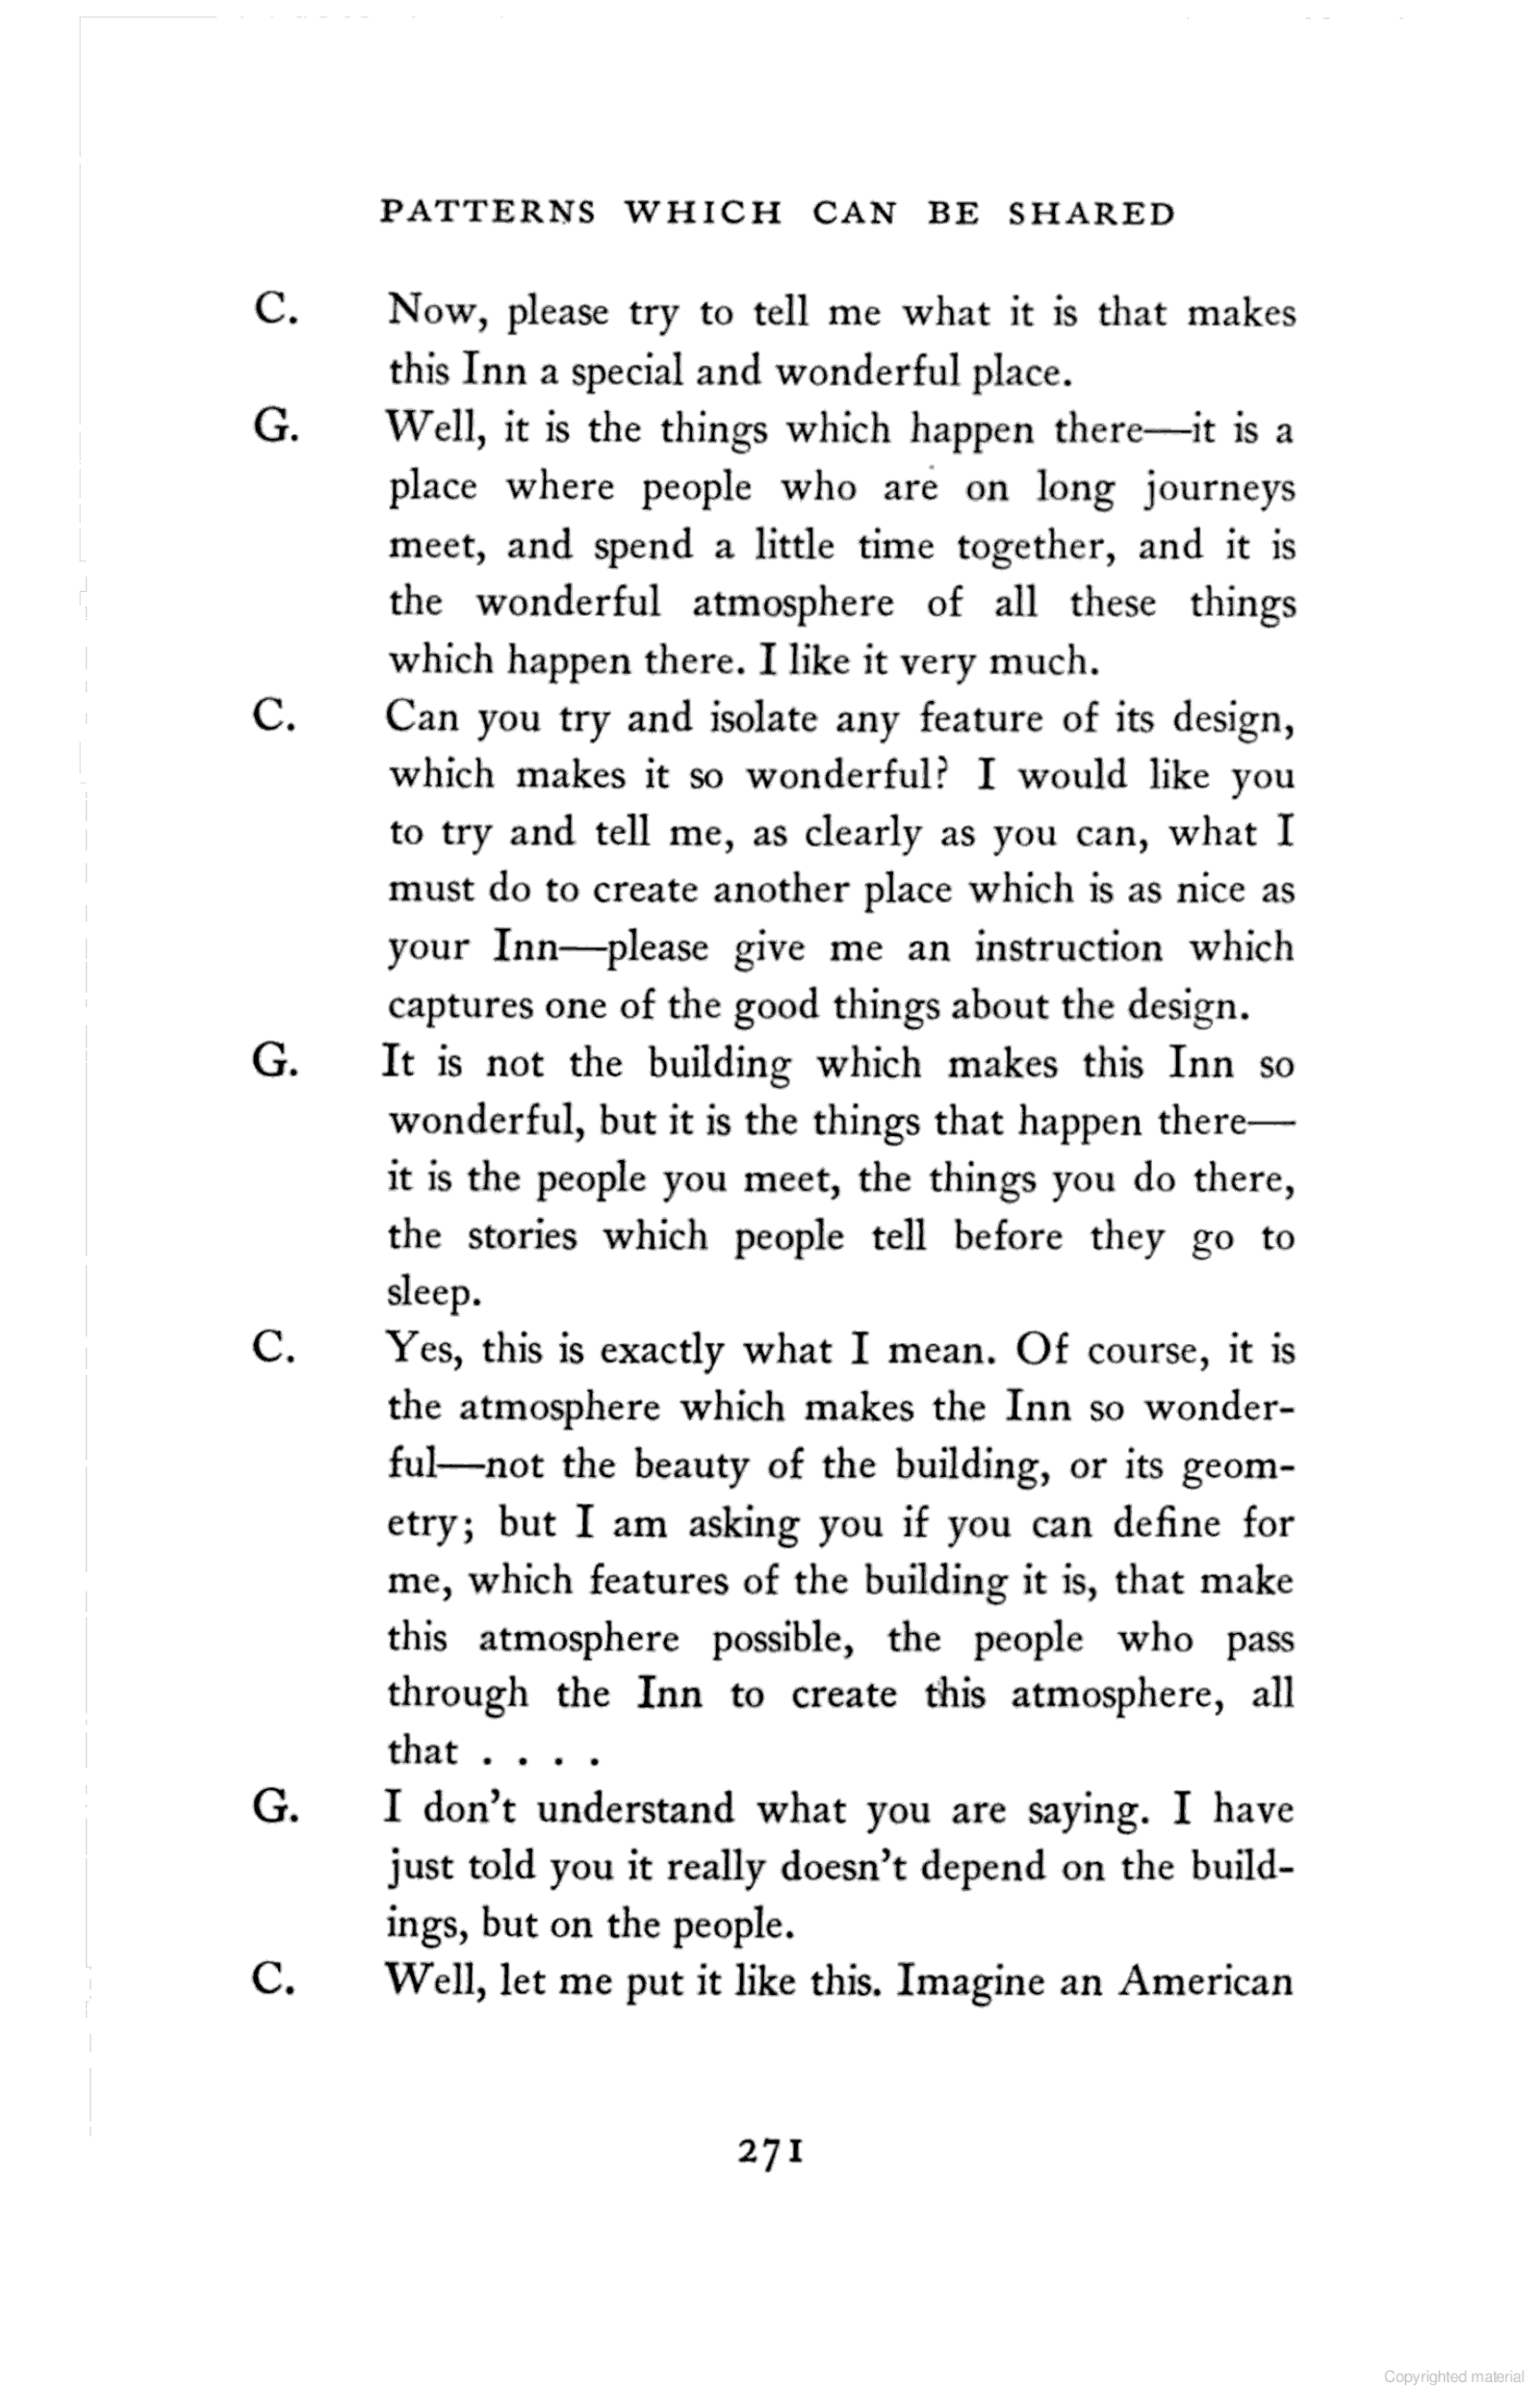 PATTERNS WHICH CAN BE SHARED
C. Now, please try to tell me what it is that makes
this Inn a special and wonderful place.
G. Well, it is the things which happen there—it is a
place where people who are on long journeys
meet, and spend a little time together, and it is
the wonderful atmosphere of all these things
which happen there. I like it very much.
C. Can you try and isolate any feature of its design,
which makes it so wonderful? I would like you
to try and tell me, as clearly as you can, what I
must do to create another place which is as nice as
your Inn—please give me an instruction which
captures one of the good things about the design.
G. It is not the building which makes this Inn so
wonderful, but it is the things that happen there—
it is the people you meet, the things you do there,
the stories which people tell before they go to
sleep.
C. Yes, this is exactly what I mean. Of course, it is
the atmosphere which makes the Inn so wonder-
ful—not the beauty of the building, or its geom-
etry; but I am asking you if you can define for
me, which features of the building it is, that make
this atmosphere possible, the people who pass
through the Inn to create this atmosphere, all
that . . . .
G. I don't understand what you are saying. I have
just told you it really doesn't depend on the build-
ings, but on the people.
C. Well, let me put it like this. Imagine an American
271
Copyrighted material